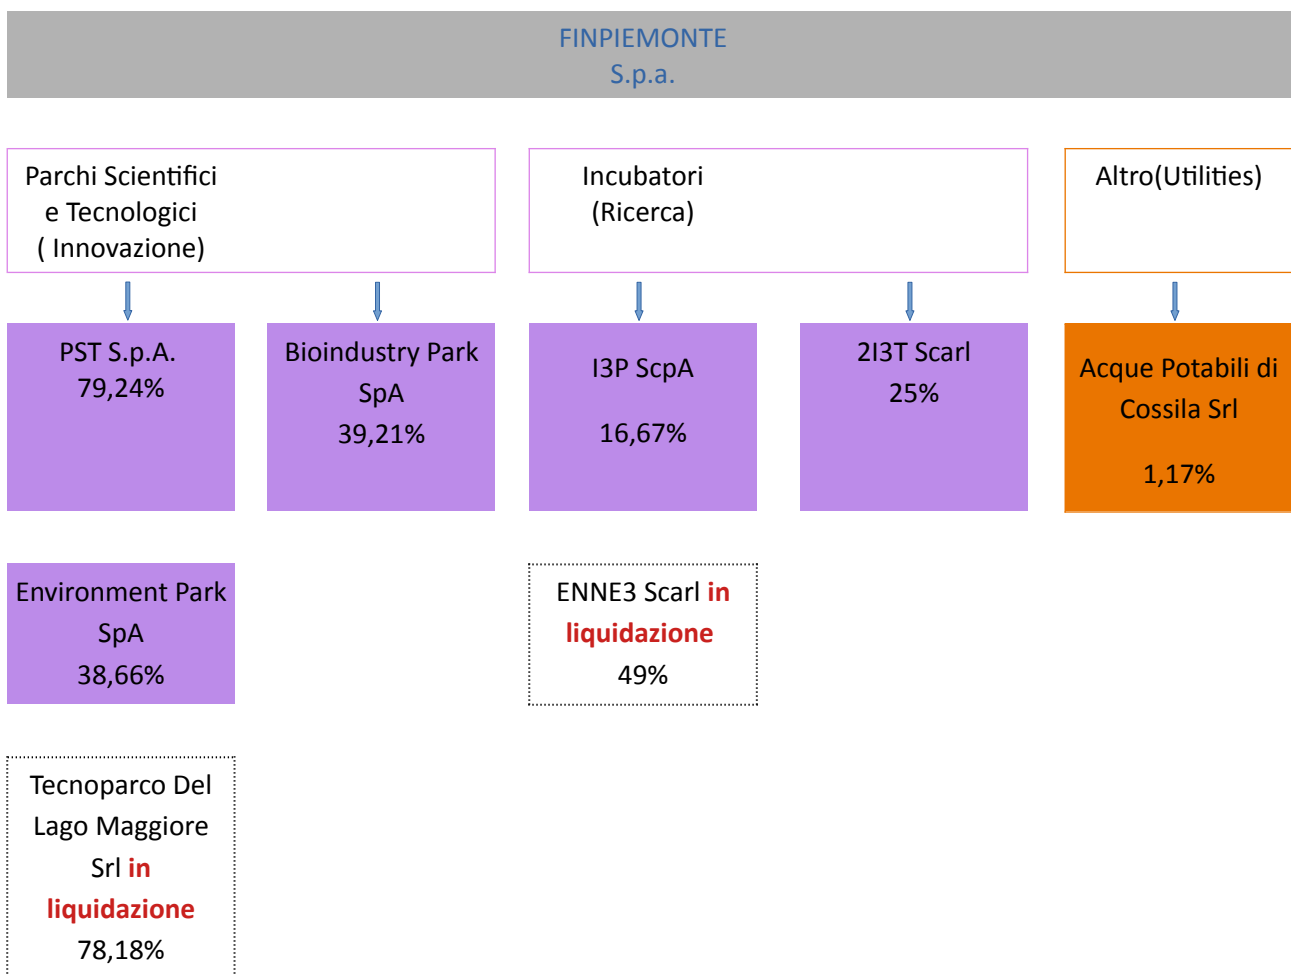 FINPIEMONTE
S.p.a.
Parchi Scientifici
e Tecnologici
( Innovazione)
Incubatori
(Ricerca)
Altro(Utilities)
PST S.p.A.
79,24%
Bioindustry Park
SpA
39,21%
I3P ScpA
16,67%
2I3T Scarl
25%
Acque Potabili di
Cossila Srl
1,17%
Environment Park
SpA
38,66%
ENNE3 Scarl in
liquidazione
49%
Tecnoparco Del
Lago Maggiore
Srl in
liquidazione
78,18%